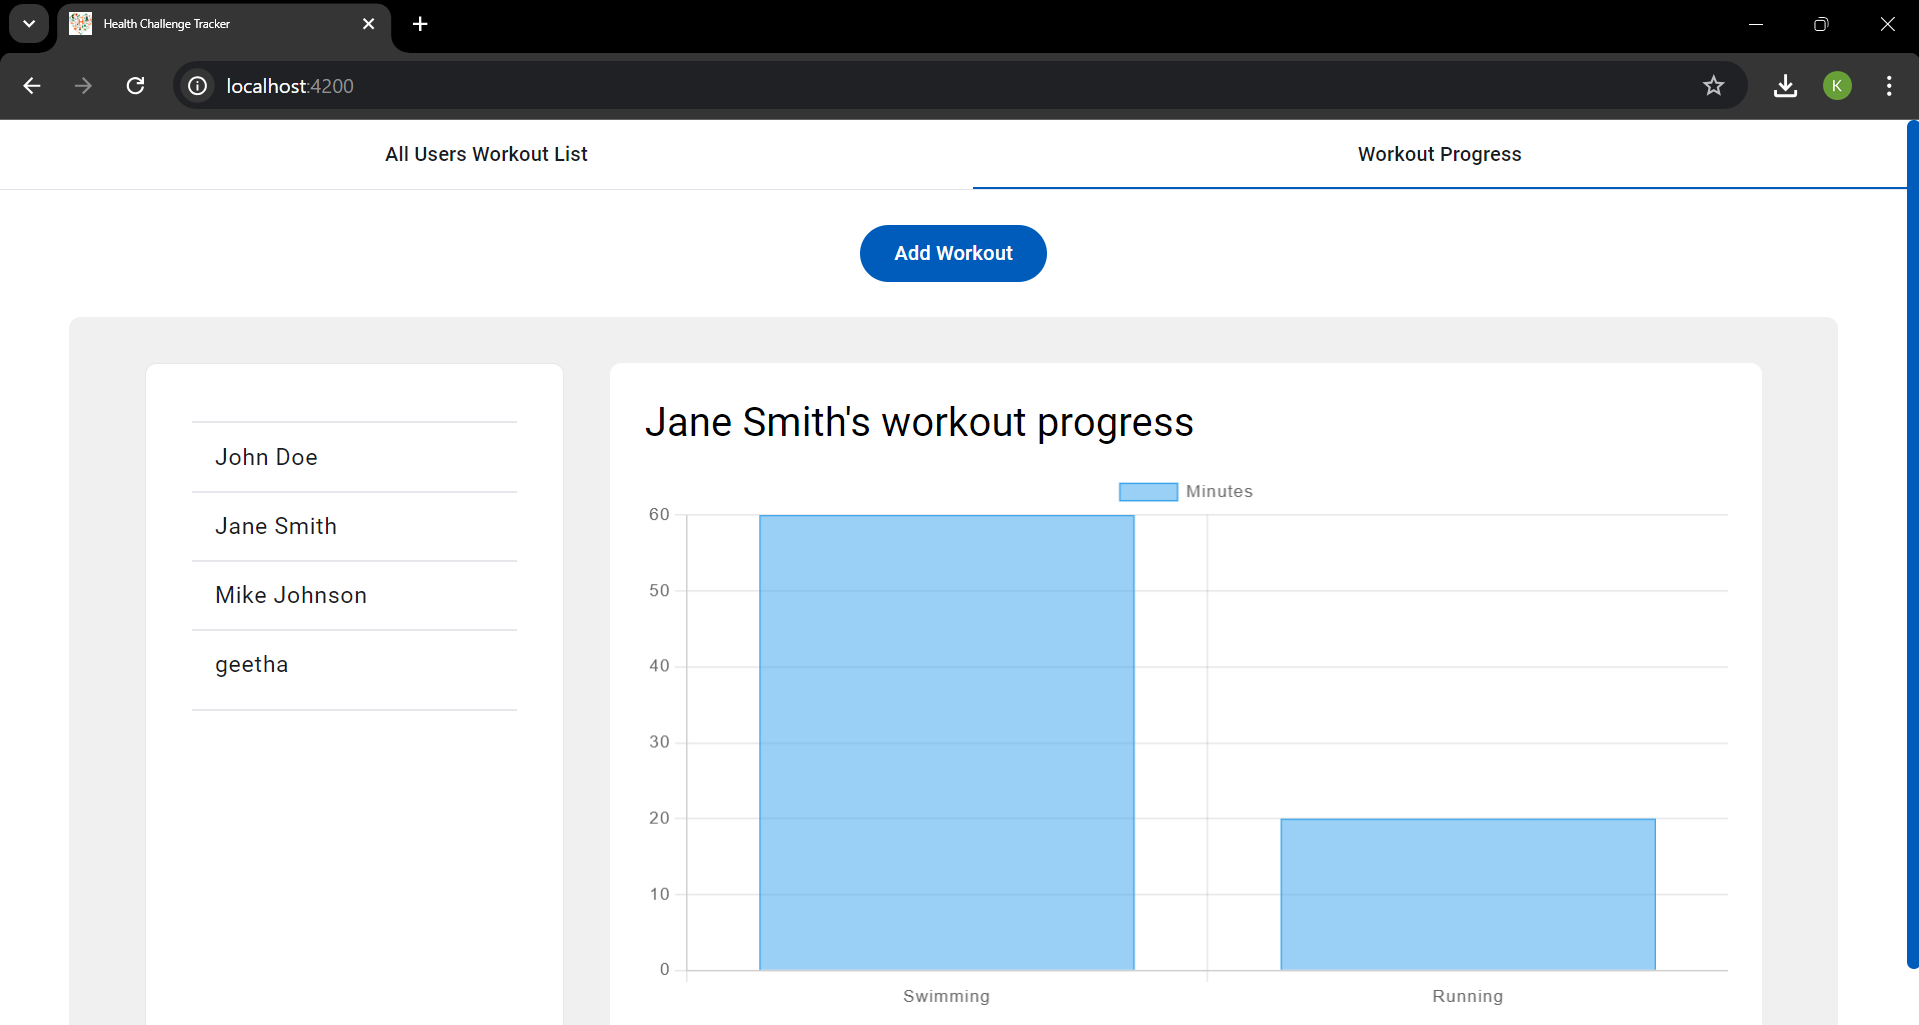 Health Challenge Tracker
localhost:4200
K
All Users Workout List
Workout Progress
Add Workout
John Doe
Jane Smith
Mike Johnson
geetha
Jane Smith's workout progress
Minutes
60
50
40
30
20
10
0
Swimming
Running